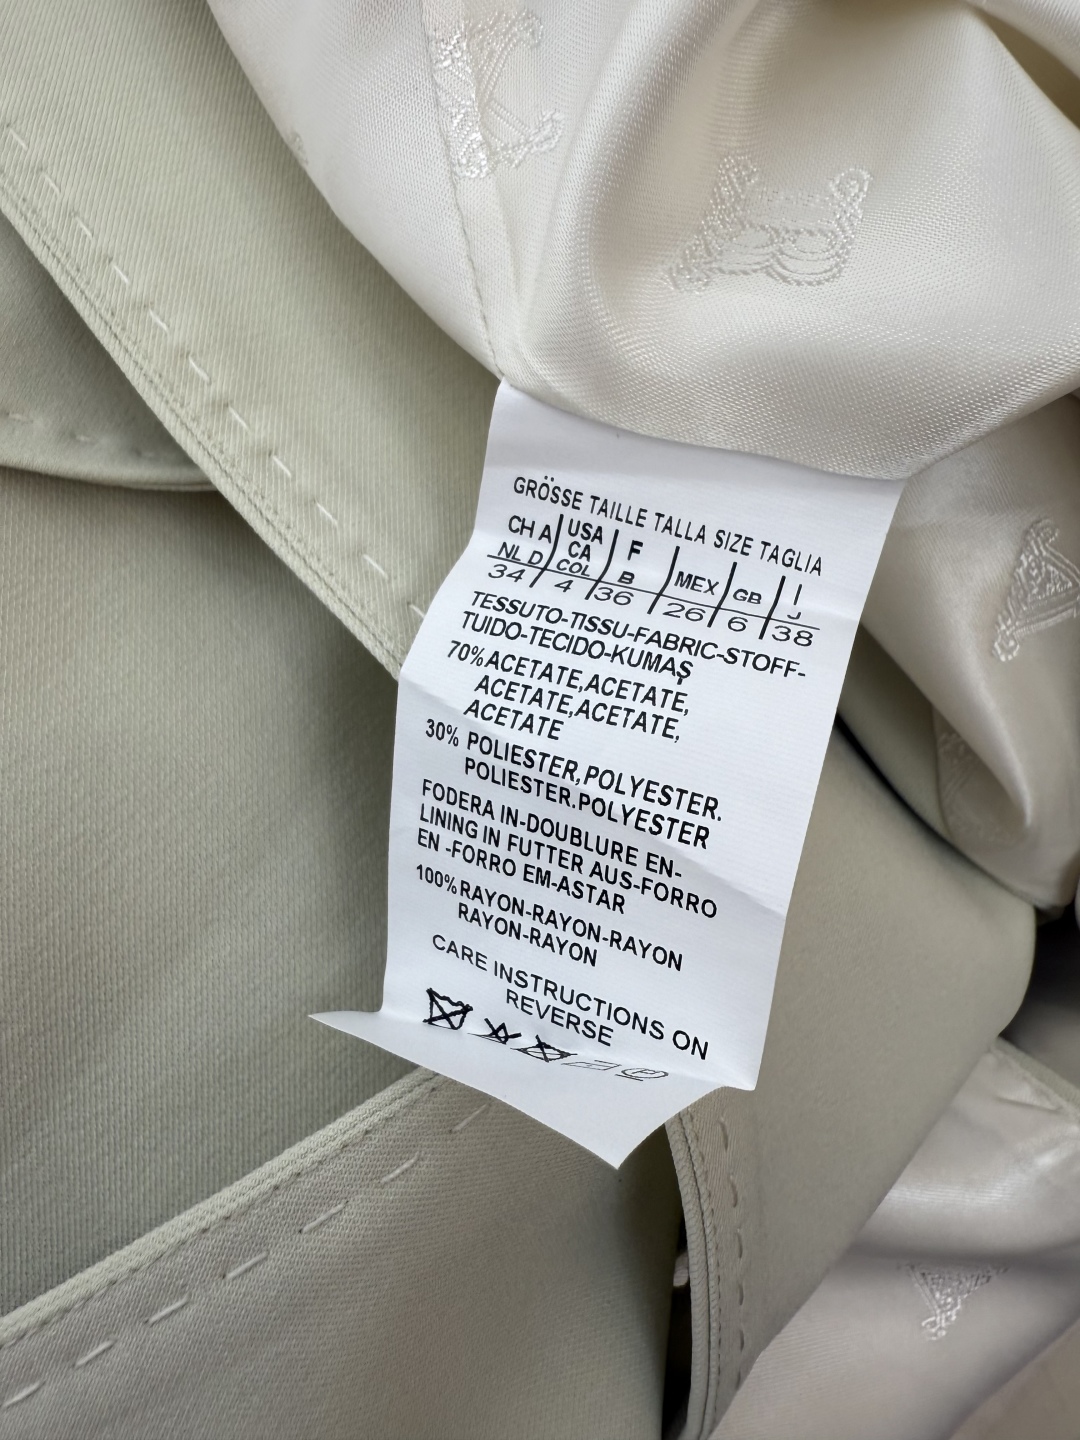 GRÖSSE TAILLE TALLA SIZE TAGLIA
CH A NL D USA CA COL F B MEX GB I J
34 4 36 26 6 38
TESSUTO-TISSU-FABRIC-STOFF-
TUIDO-TECIDO-KUMAŞ
70%ACETATE,ACETATE,
ACETATE,ACETATE,
ACETATE
30% POLIESTER,POLYESTER.
POLIESTER.POLYESTER
FODERA IN-DOUBLURE EN-
LINING IN FUTTER AUS-FORRO
EN -FORRO EM-ASTAR
100%RAYON-RAYON-RAYON
RAYON-RAYON
CARE INSTRUCTIONS ON
REVERSE